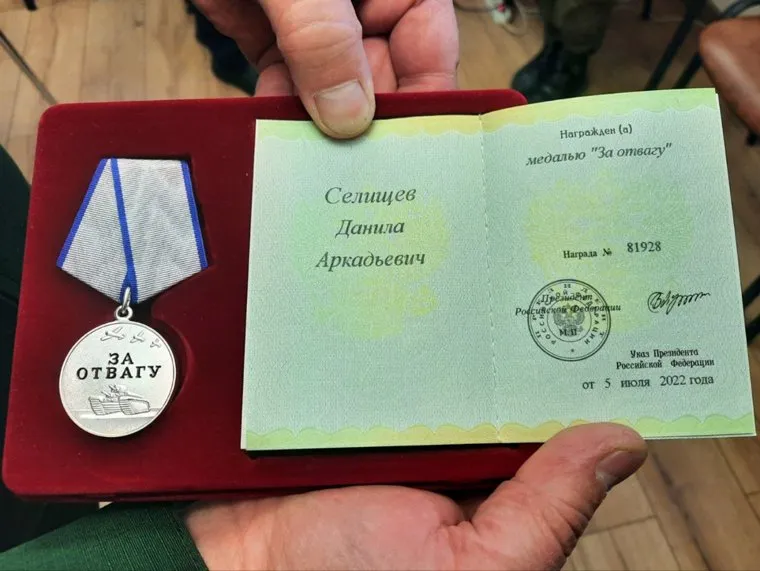 ЗА
ОТВАГУ
Селищев
Данила
Аркадьевич
Награжден (а)
медалью "За отвагу"
Награда № 81928
Президент
Российской Федерации
М.П.
Указ Президента
Российской Федерации
от 5 июля 2022 года